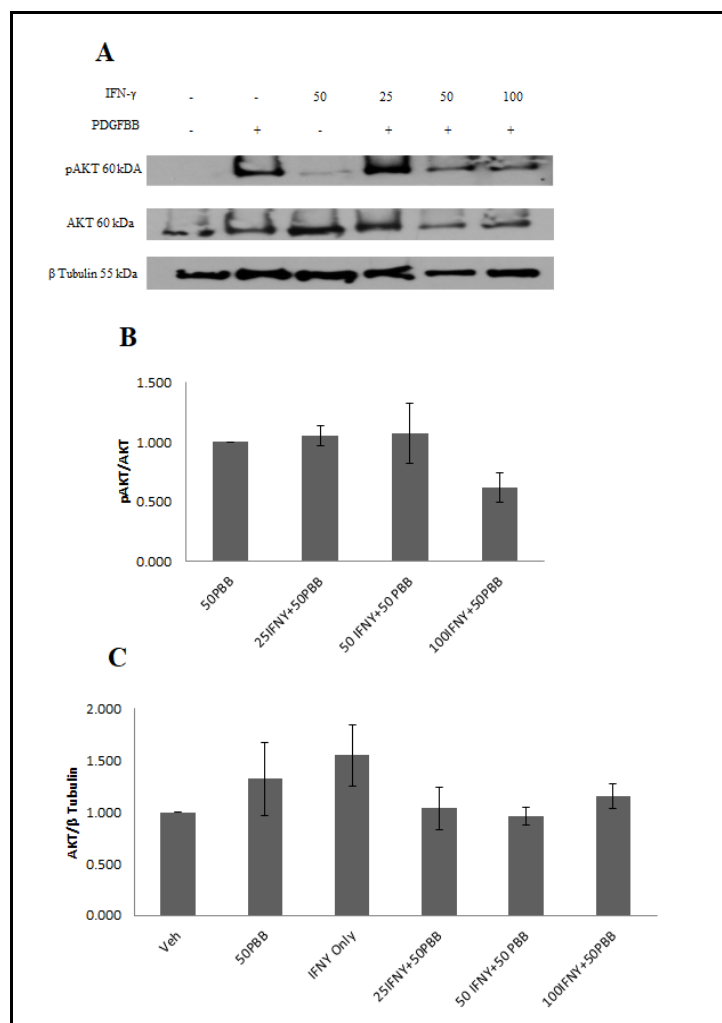 A
IFN-γ - - 50 25 50 100
PDGFBB - + - + + +
pAKT 60kDA
AKT 60 kDa
β Tubulin 55 kDa
B
1.500
1.000
0.500
0.000
pAKT/AKT
50PBB
25IFNY+50PBB
50 IFNY+50 PBB
100IFNY+50PBB
C
2.000
1.500
1.000
0.500
0.000
AKT/β Tubulin
Veh
50PBB
IFNY Only
25IFNY+50PBB
50 IFNY+50 PBB
100IFNY+50PBB